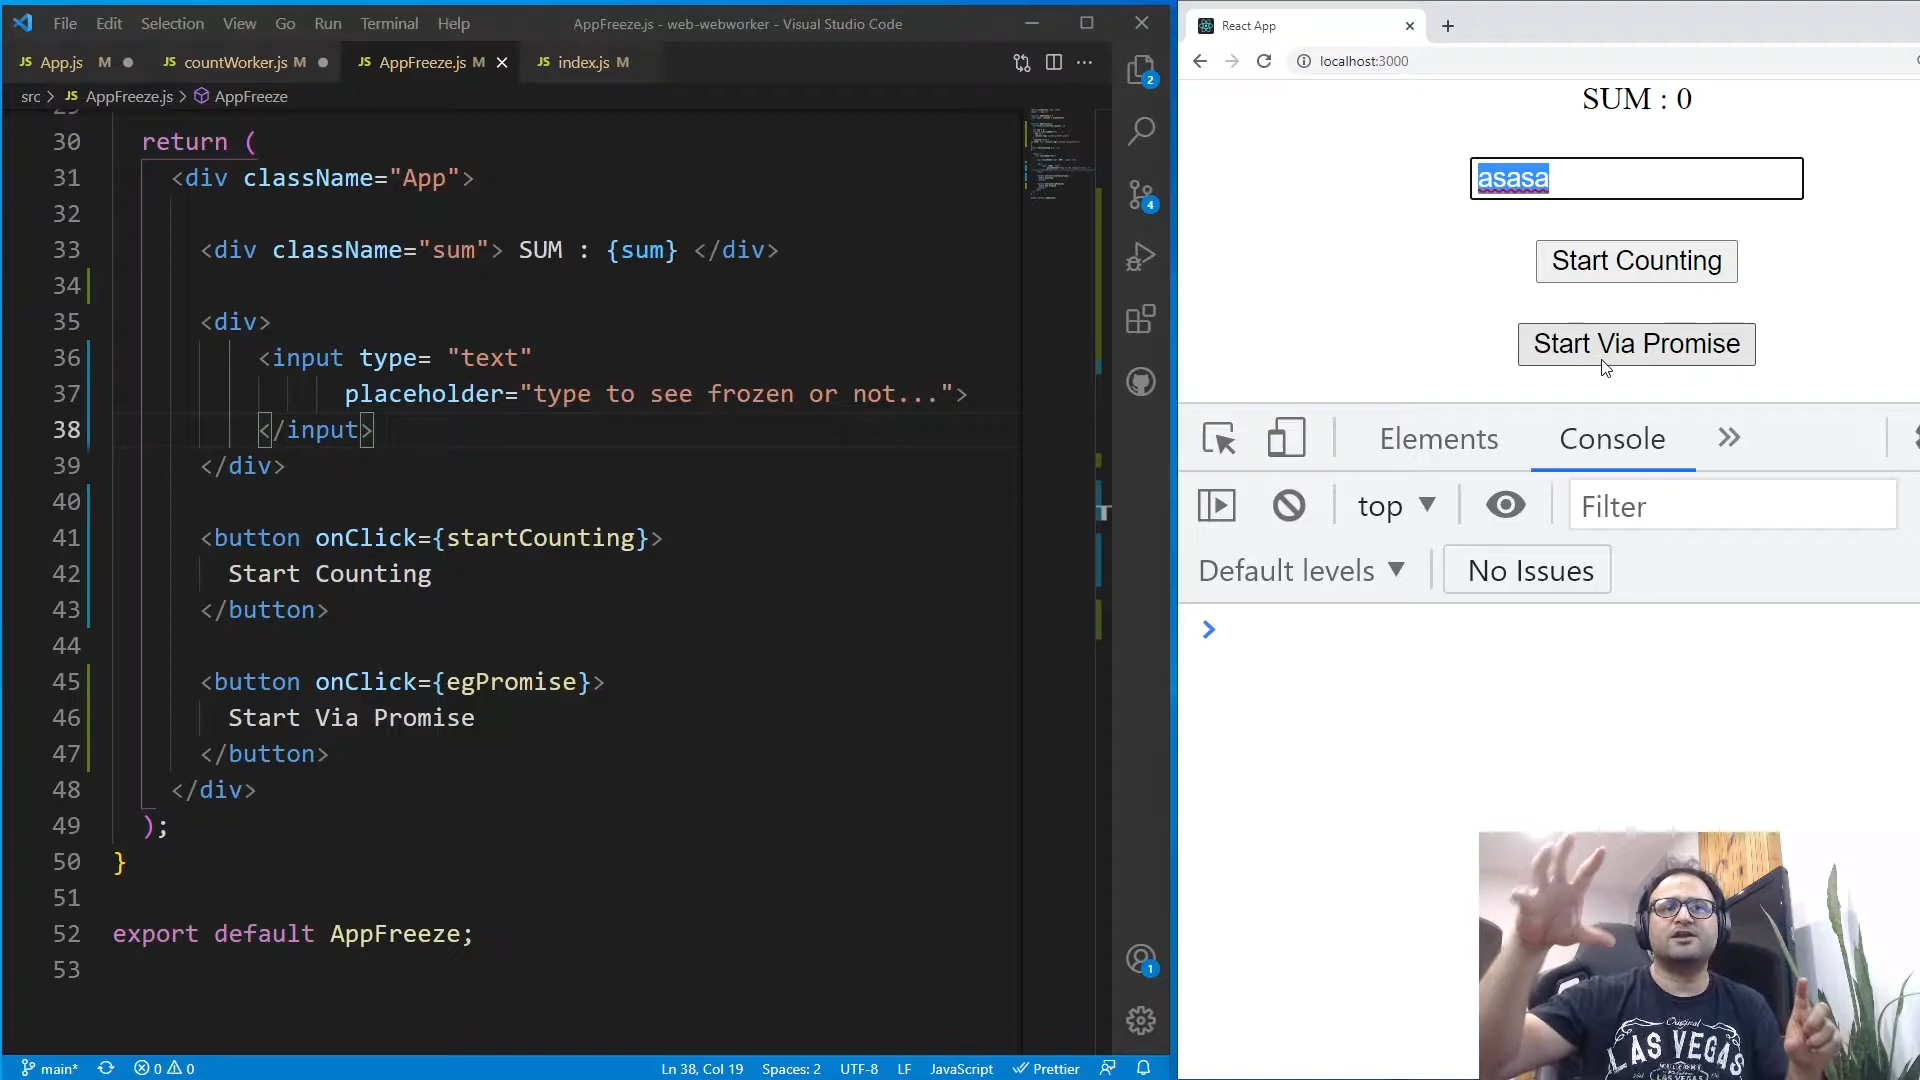 File Edit Selection View Go Run Terminal Help
AppFreeze.js - web-webworker - Visual Studio Code
JS App.js M
JS countWorker.js M
JS AppFreeze.js M
JS index.js M
src > JS AppFreeze.js > AppFreeze
30 return (
31 <div className="App">
32
33 <div className="sum"> SUM : {sum} </div>
34
35 <div>
36 <input type= "text"
37 placeholder="type to see frozen or not...">
38 </input>
39 </div>
40
41 <button onClick={startCounting}>
42 Start Counting
43 </button>
44
45 <button onClick={egPromise}>
46 Start Via Promise
47 </button>
48 </div>
49 );
50 }
51
52 export default AppFreeze;
53
2
4
1
main* 0 0
Ln 38, Col 19 Spaces: 2 UTF-8 LF JavaScript Prettier
React App
localhost:3000
SUM : 0
asasa
Start Counting
Start Via Promise
Elements Console
top Filter
Default levels No Issues
Original
LAS VEGAS